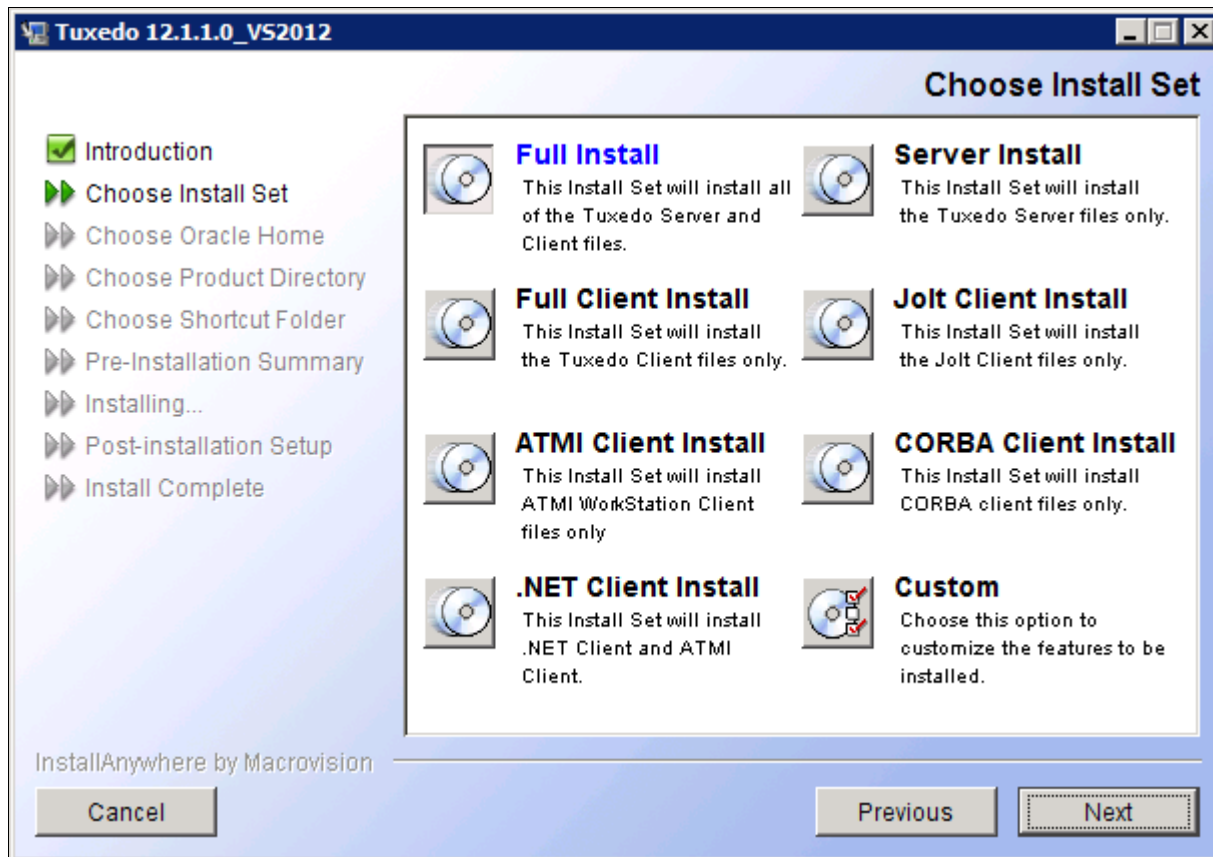 Tuxedo 12.1.1.0_VS2012
Choose Install Set
Introduction
Choose Install Set
Choose Oracle Home
Choose Product Directory
Choose Shortcut Folder
Pre-Installation Summary
Installing...
Post-installation Setup
Install Complete
Full Install
This Install Set will install all
of the Tuxedo Server and
Client files.
Server Install
This Install Set will install
the Tuxedo Server files only.
Full Client Install
This Install Set will install
the Tuxedo Client files only.
Jolt Client Install
This Install Set will install
the Jolt Client files only.
ATMI Client Install
This Install Set will install
ATMI WorkStation Client
files only
CORBA Client Install
This Install Set will install
CORBA client files only.
.NET Client Install
This Install Set will install
.NET Client and ATMI
Client.
Custom
Choose this option to
customize the features to be
installed.
InstallAnywhere by Macrovision
Cancel
Previous
Next